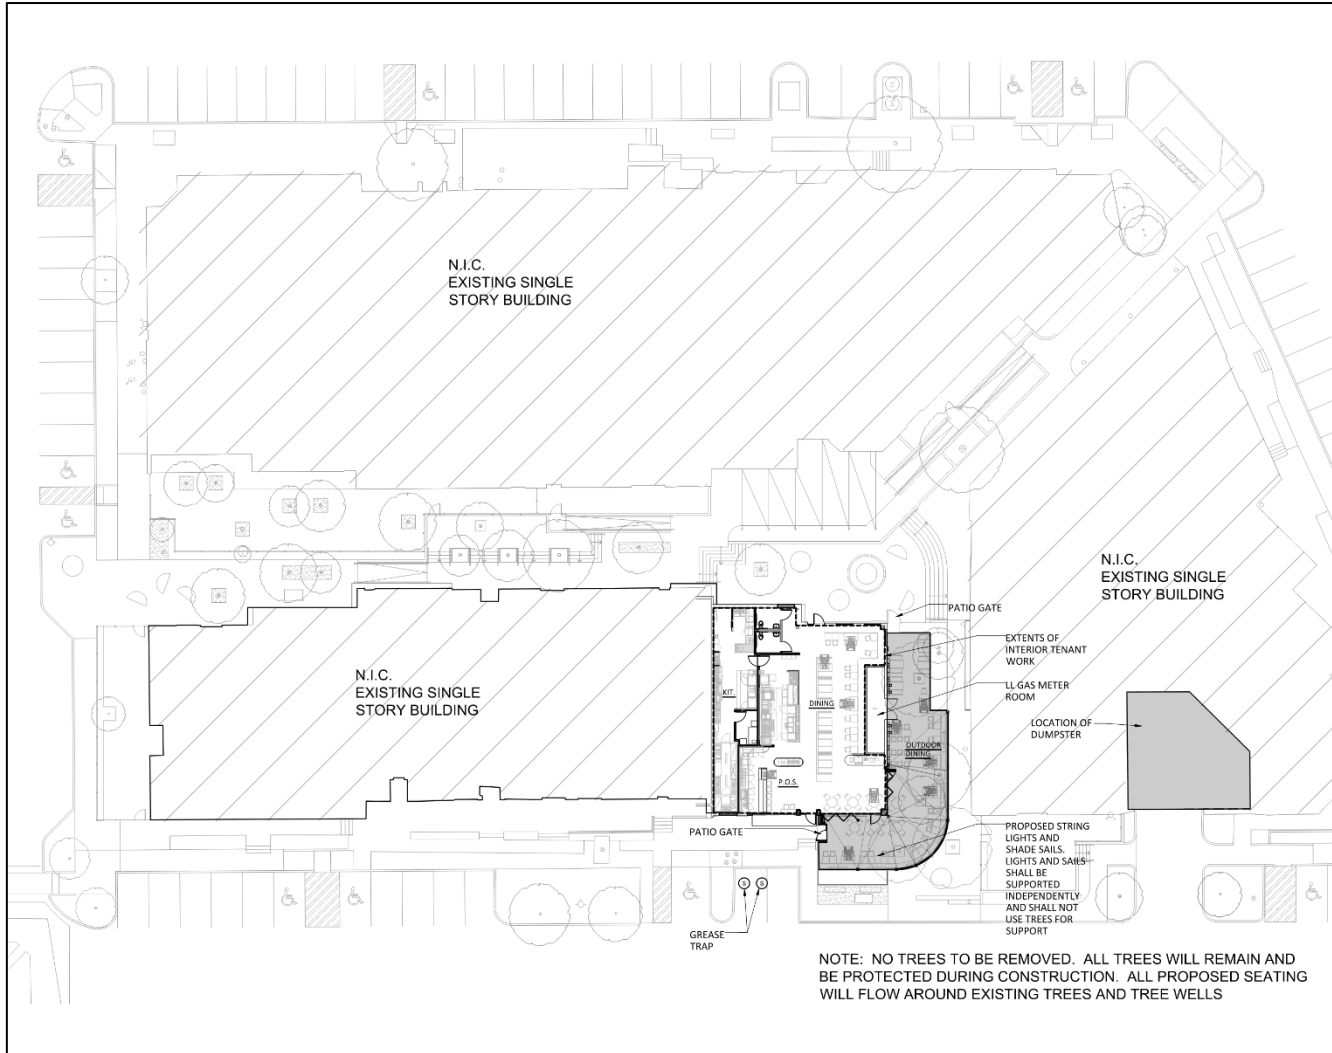 N.I.C.
EXISTING SINGLE
STORY BUILDING
N.I.C.
EXISTING SINGLE
STORY BUILDING
PATIO GATE
EXTENTS OF
INTERIOR TENANT
WORK
LL GAS METER
ROOM
N.I.C.
EXISTING SINGLE
STORY BUILDING
KIT.
DINING
LOCATION OF
DUMPSTER
OUTDOOR
DINING
P.O.S.
PATIO GATE
PROPOSED STRING
LIGHTS AND
SHADE SAILS.
LIGHTS AND SAILS
SHALL BE
SUPPORTED
INDEPENDENTLY
AND SHALL NOT
USE TREES FOR
SUPPORT
S S
GREASE
TRAP
NOTE: NO TREES TO BE REMOVED. ALL TREES WILL REMAIN AND
BE PROTECTED DURING CONSTRUCTION. ALL PROPOSED SEATING
WILL FLOW AROUND EXISTING TREES AND TREE WELLS